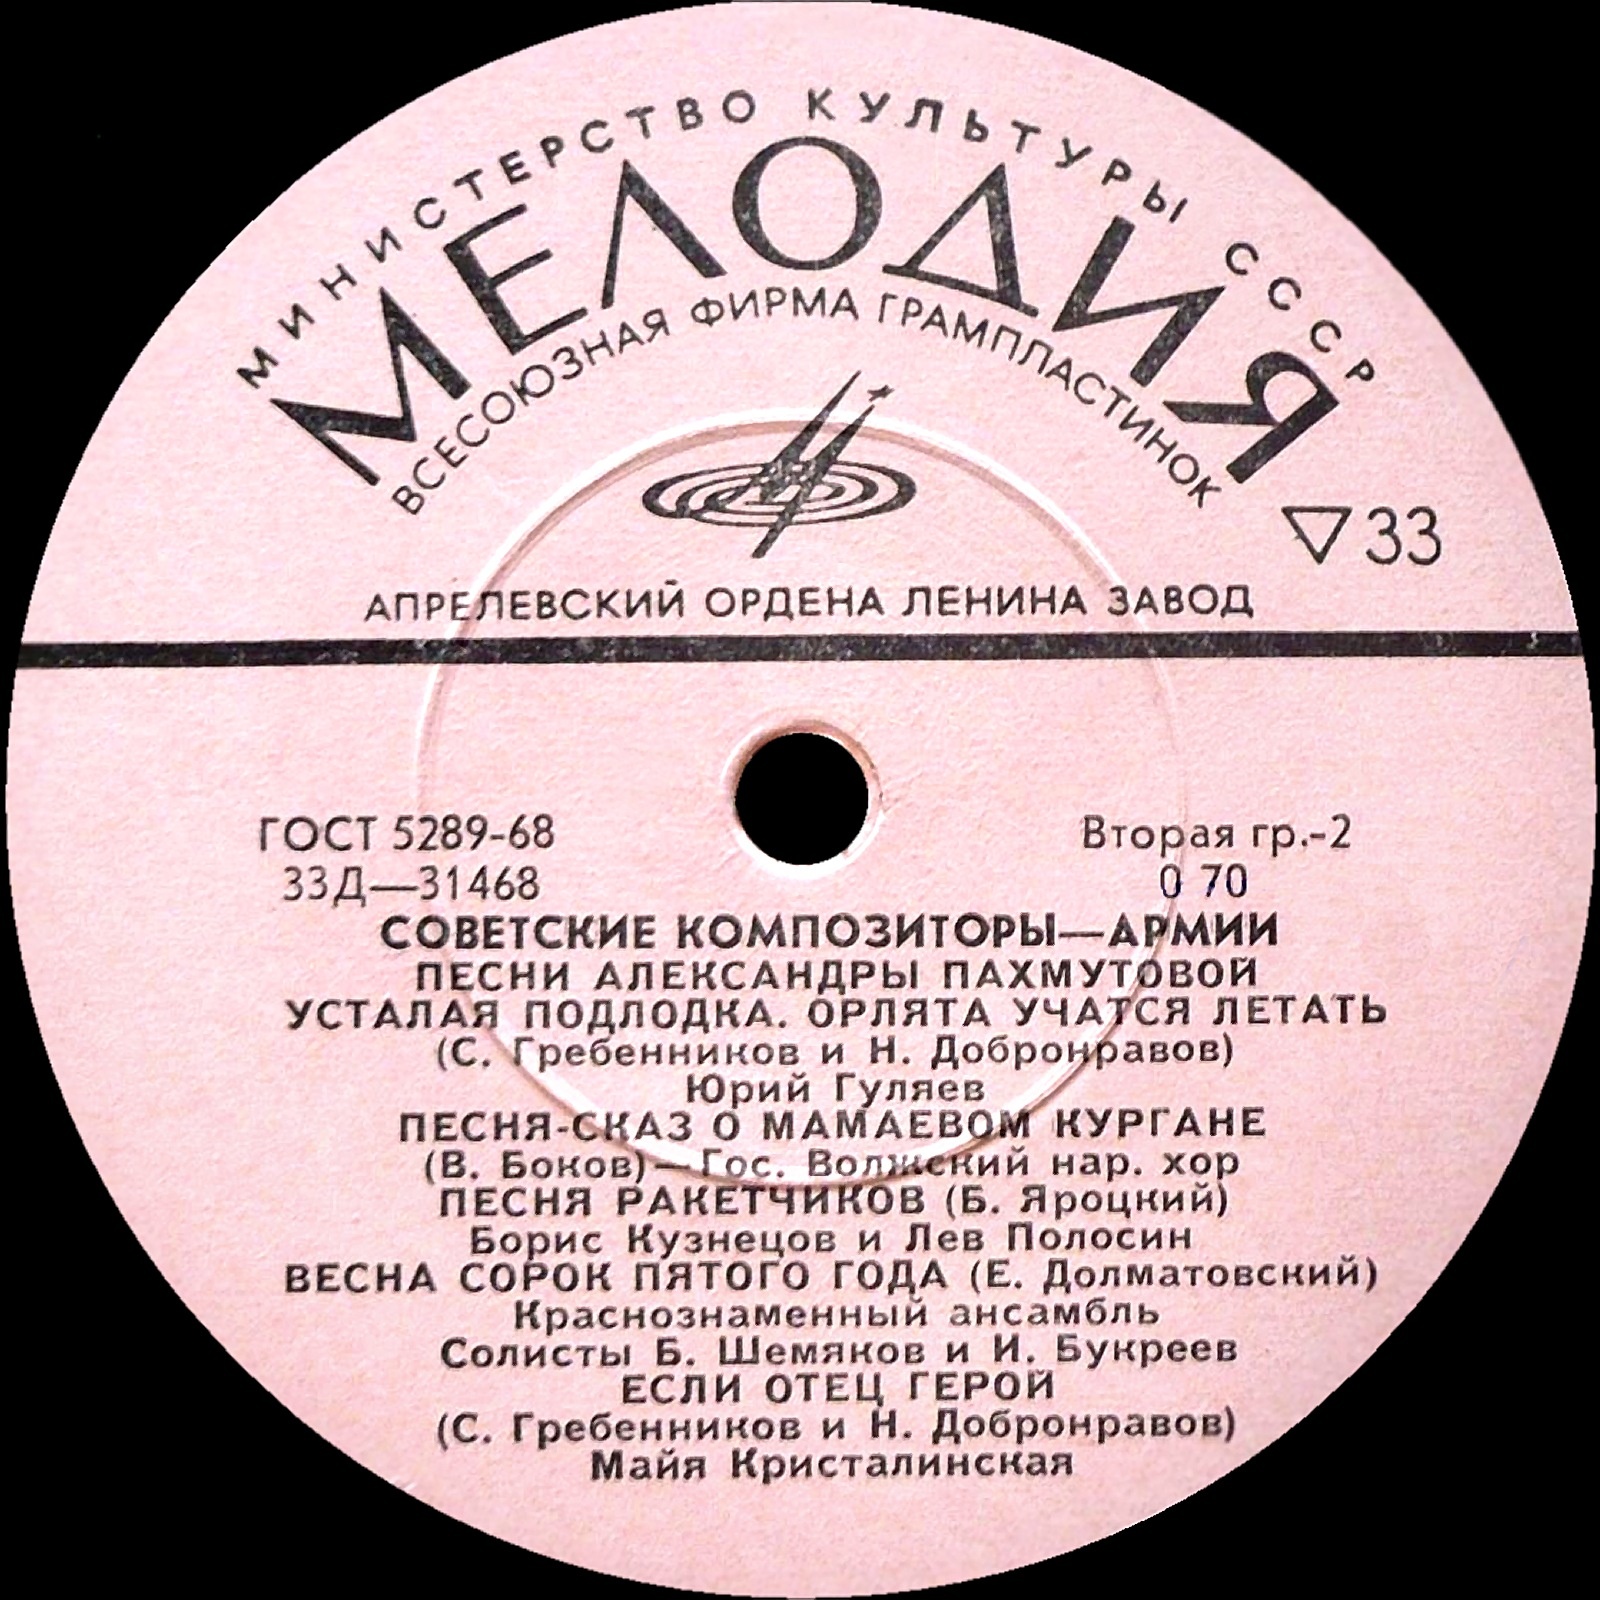 МИНИСТЕРСТВО КУЛЬТУРЫ СССР
МЕЛОДИЯ
ВСЕСОЮЗНАЯ ФИРМА ГРАМПЛАСТИНОК
▽33
АПРЕЛЕВСКИЙ ОРДЕНА ЛЕНИНА ЗАВОД
ГОСТ 5289-68
Вторая гр.-2
33Д—31468
0 70
СОВЕТСКИЕ КОМПОЗИТОРЫ—АРМИИ
ПЕСНИ АЛЕКСАНДРЫ ПАХМУТОВОЙ
УСТАЛАЯ ПОДЛОДКА. ОРЛЯТА УЧАТСЯ ЛЕТАТЬ
(С. Гребенников и Н. Добронравов)
Юрий Гуляев
ПЕСНЯ-СКАЗ О МАМАЕВОМ КУРГАНЕ
(В. Боков)—Гос. Волжский нар. хор
ПЕСНЯ РАКЕТЧИКОВ (Б. Яроцкий)
Борис Кузнецов и Лев Полосин
ВЕСНА СОРОК ПЯТОГО ГОДА (Е. Долматовский)
Краснознаменный ансамбль
Солисты Б. Шемяков и И. Букреев
ЕСЛИ ОТЕЦ ГЕРОЙ
(С. Гребенников и Н. Добронравов)
Майя Кристалинская